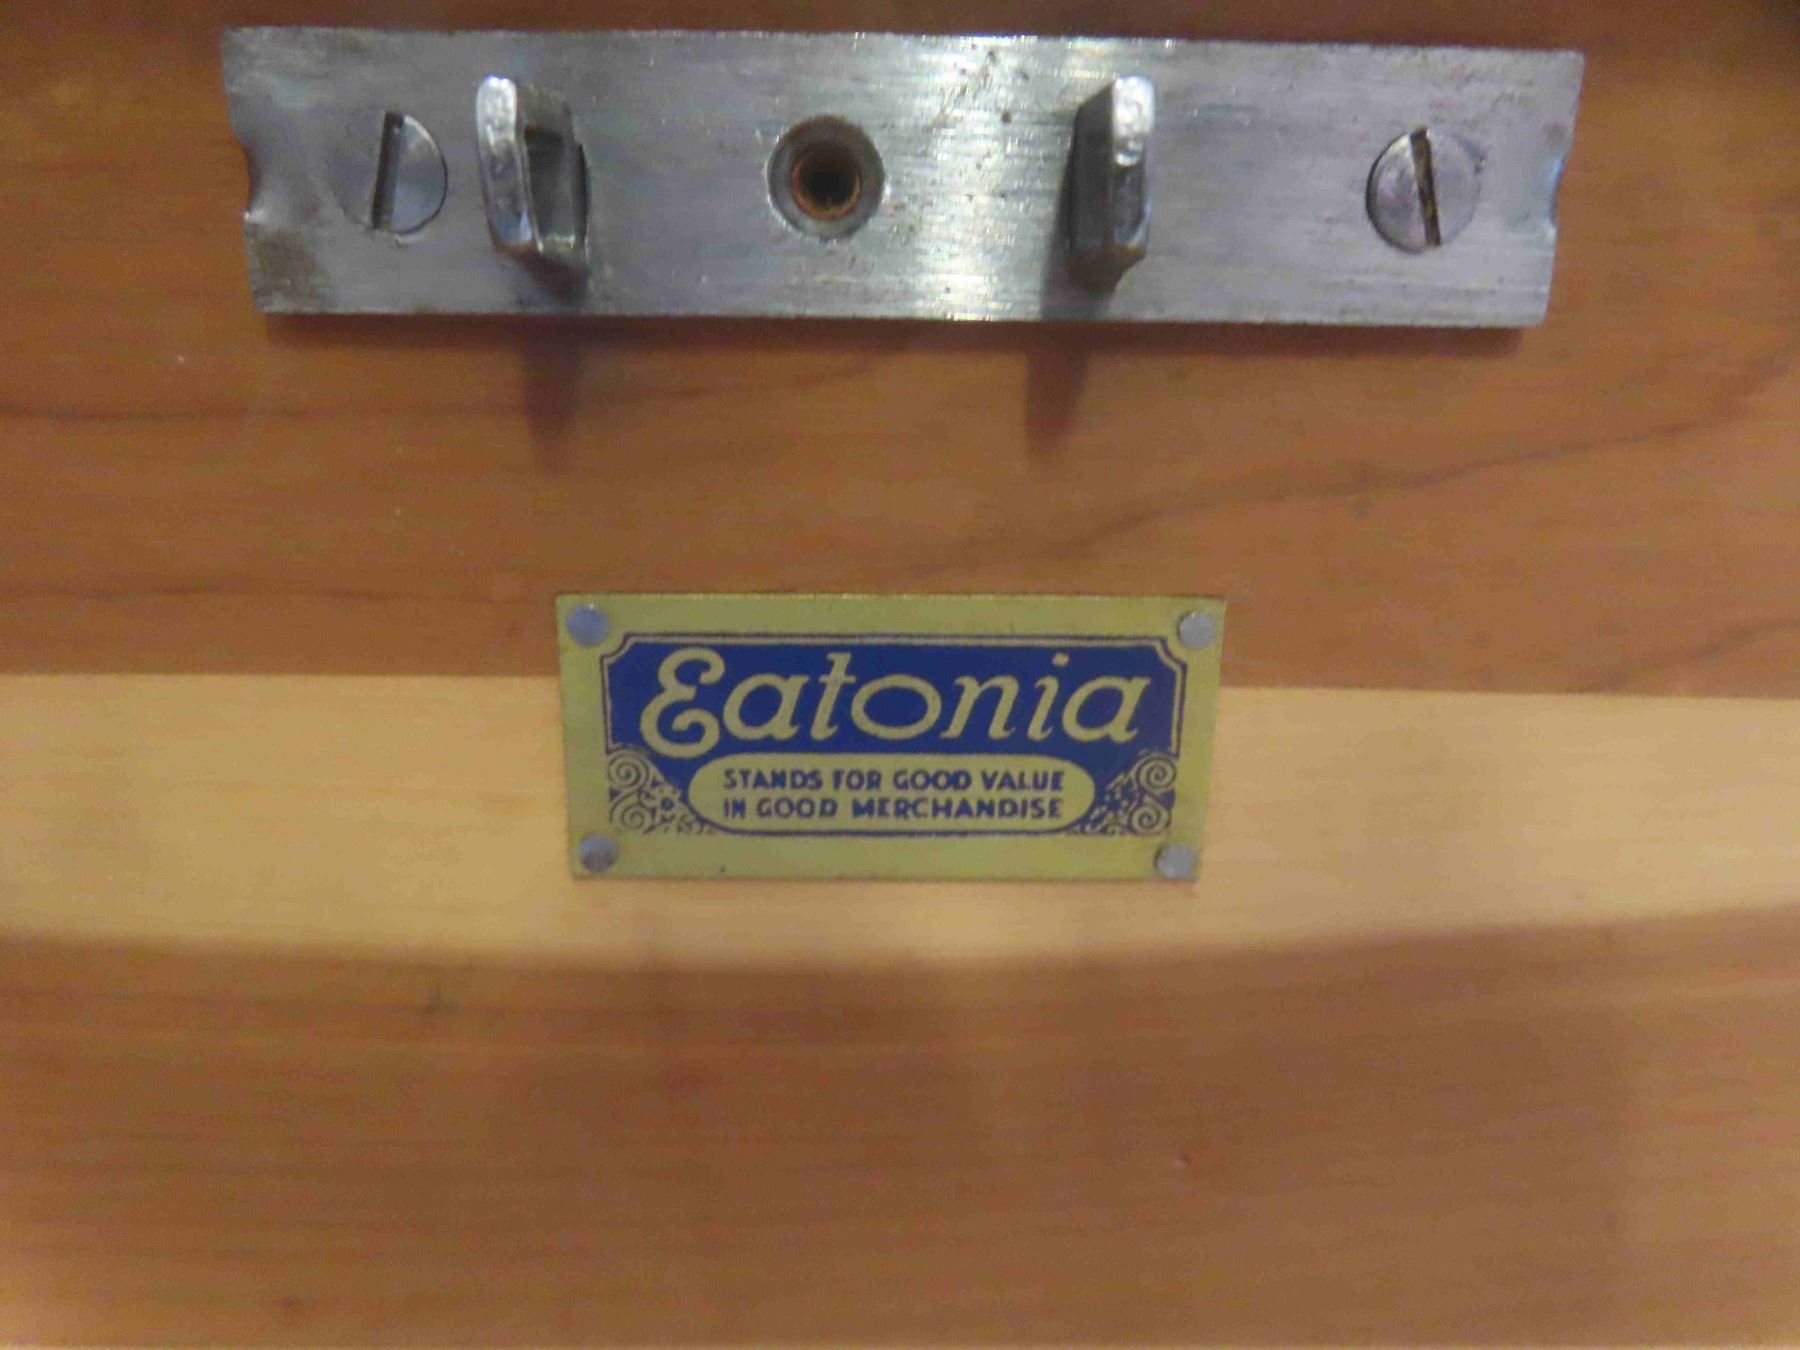 Eatonia
STANDS FOR GOOD VALUE
IN GOOD MERCHANDISE